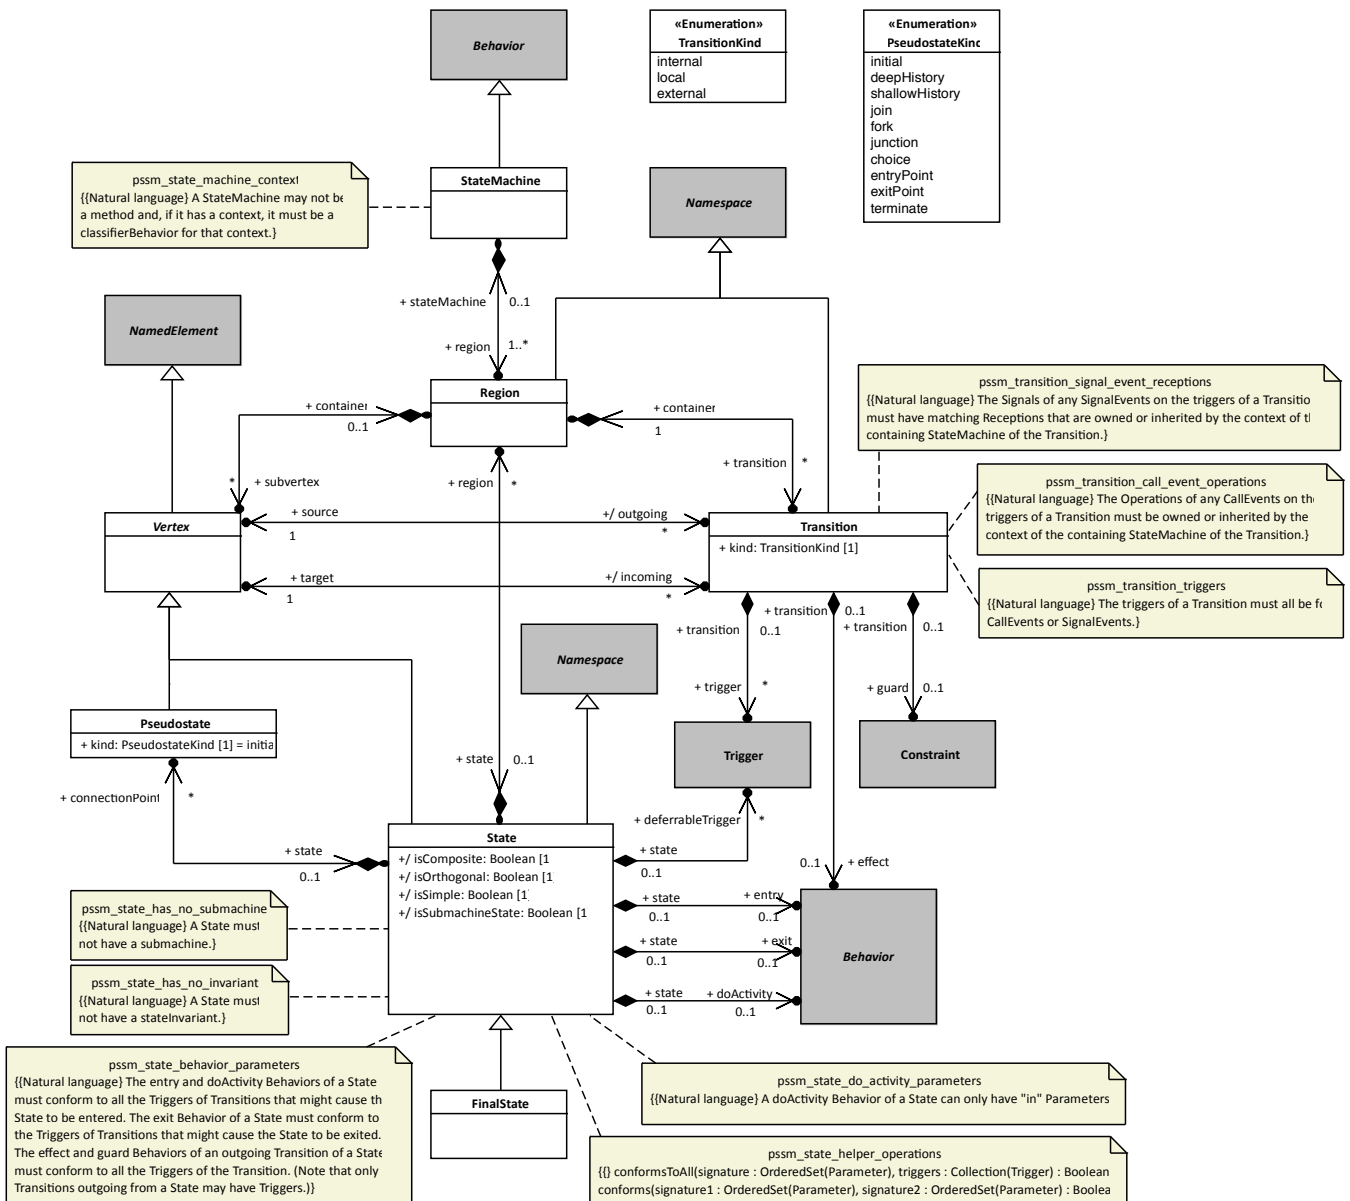 Behavior
«Enumeration»
TransitionKind
internal
local
external
«Enumeration»
PseudostateKinc
initial
deepHistory
shallowHistory
join
fork
junction
choice
entryPoint
exitPoint
terminate
pssm_state_machine_context
{{Natural language} A StateMachine may not be
a method and, if it has a context, it must be a
classifierBehavior for that context.}
StateMachine
Namespace
+ stateMachine
0..1
+ region
1..*
NamedElement
Region
+ container
0..1
+ container
1
pssm_transition_signal_event_receptions
{{Natural language} The Signals of any SignalEvents on the triggers of a Transitio
must have matching Receptions that are owned or inherited by the context of th
containing StateMachine of the Transition.}
*
+ subvertex
+ region
*
+ transition
*
pssm_transition_call_event_operations
{{Natural language} The Operations of any CallEvents on the
triggers of a Transition must be owned or inherited by the
context of the containing StateMachine of the Transition.}
Vertex
+ source
1
+/ outgoing
*
Transition
+ kind: TransitionKind [1]
+ target
1
+/ incoming
*
pssm_transition_triggers
{{Natural language} The triggers of a Transition must all be fo
CallEvents or SignalEvents.}
+ transition
0..1
+ transition
0..1
+ transition
0..1
Namespace
+ trigger
*
+ guard
0..1
Pseudostate
+ kind: PseudostateKind [1] = initia
Trigger
Constraint
+ state
0..1
+ connectionPoint
*
+ deferrableTrigger
*
State
+/ isComposite: Boolean [1
+/ isOrthogonal: Boolean [1
+/ isSimple: Boolean [1
+/ isSubmachineState: Boolean [1
+ state
0..1
+ state
0..1
0..1
+ effect
pssm_state_has_no_submachine
{{Natural language} A State must
not have a submachine.}
+ state
0..1
+ entry
0..1
+ state
0..1
+ exit
0..1
Behavior
pssm_state_has_no_invariant
{{Natural language} A State must
not have a stateInvariant.}
+ state
0..1
+ doActivity
0..1
pssm_state_behavior_parameters
{{Natural language} The entry and doActivity Behaviors of a State
must conform to all the Triggers of Transitions that might cause th
State to be entered. The exit Behavior of a State must conform to
the Triggers of Transitions that might cause the State to be exited.
The effect and guard Behaviors of an outgoing Transition of a State
must conform to all the Triggers of the Transition. (Note that only
Transitions outgoing from a State may have Triggers.)}
FinalState
pssm_state_do_activity_parameters
{{Natural language} A doActivity Behavior of a State can only have "in" Parameters
pssm_state_helper_operations
{{} conformsToAll(signature : OrderedSet(Parameter), triggers : Collection(Trigger) : Boolean
conforms(signature1 : OrderedSet(Parameter), signature2 : OrderedSet(Parameter) : Boolea